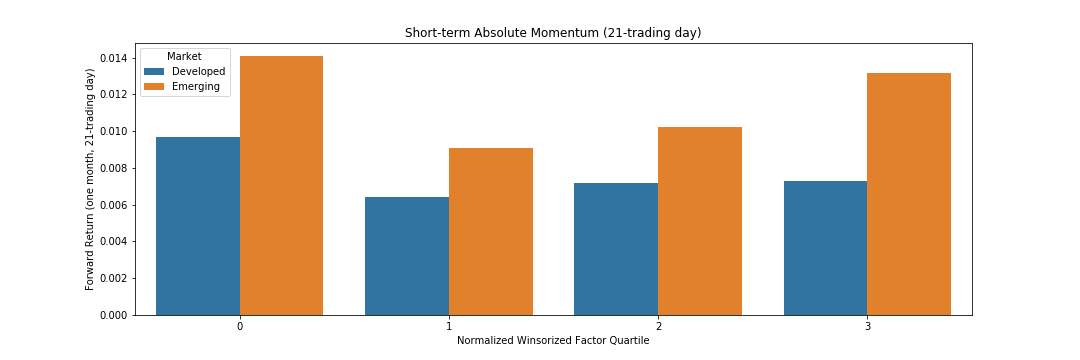 Short-term Absolute Momentum (21-trading day)
Market
Developed
Emerging
Forward Return (one month, 21-trading day)
0.014
0.012
0.010
0.008
0.006
0.004
0.002
0.000
0 1 2 3
Normalized Winsorized Factor Quartile